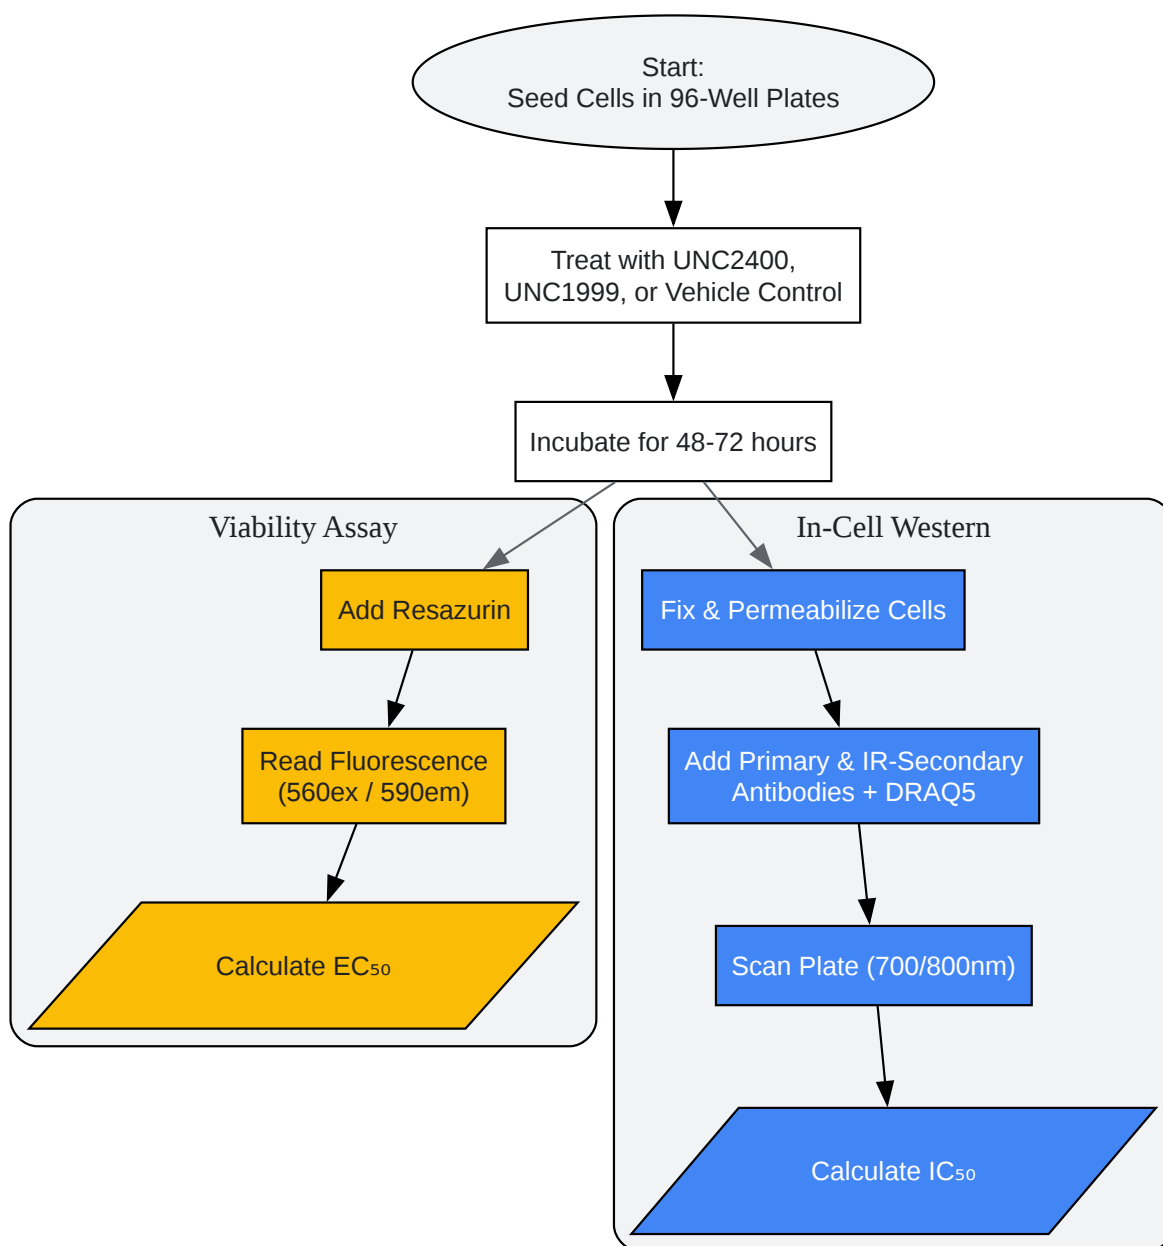 Start:
Seed Cells in 96-Well Plates
Treat with UNC2400,
UNC1999, or Vehicle Control
Incubate for 48-72 hours
Viability Assay
Add Resazurin
Read Fluorescence
(560ex / 590em)
Calculate EC₅₀
In-Cell Western
Fix & Permeabilize Cells
Add Primary & IR-Secondary
Antibodies + DRAQ5
Scan Plate (700/800nm)
Calculate IC₅₀